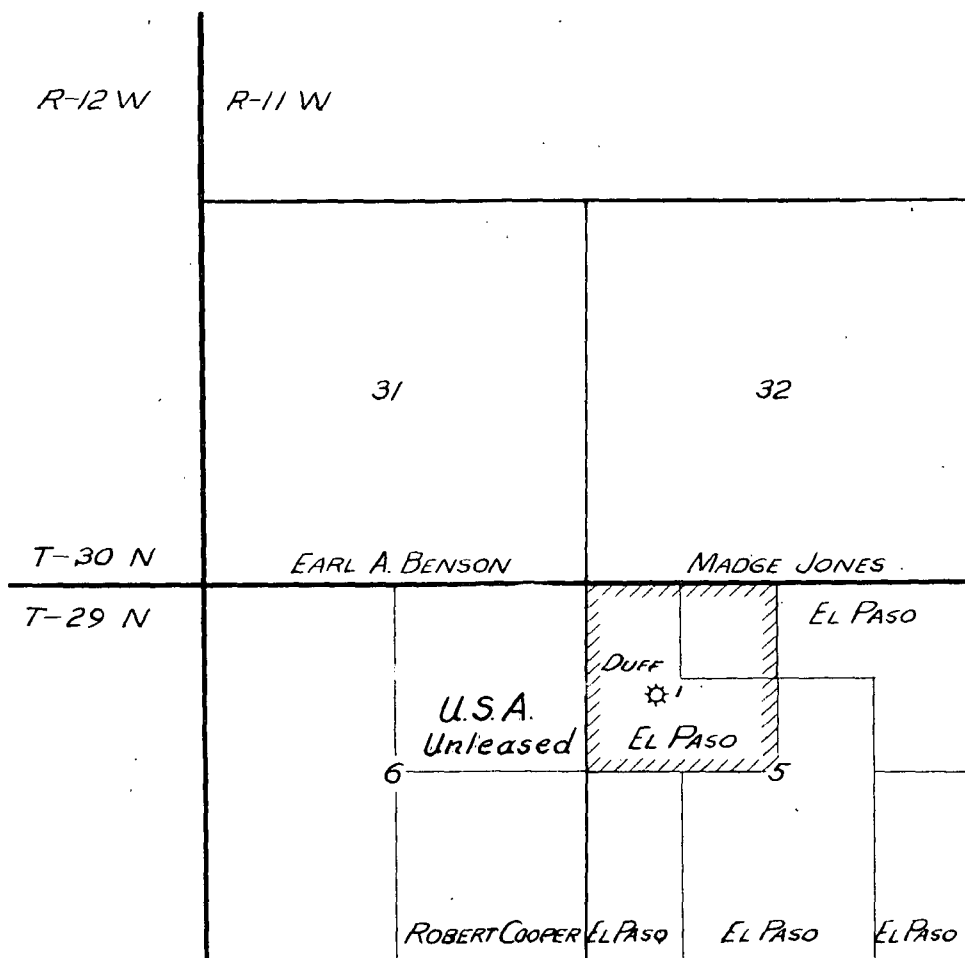 R-12 W R-11 W
31 32
T-30 N EARL A. BENSON MADGE JONES
T-29 N EL PASO
DUFF
1
U.S.A.
Unleased EL PASO
6 5
ROBERT COOPER EL PASO EL PASO EL PASO